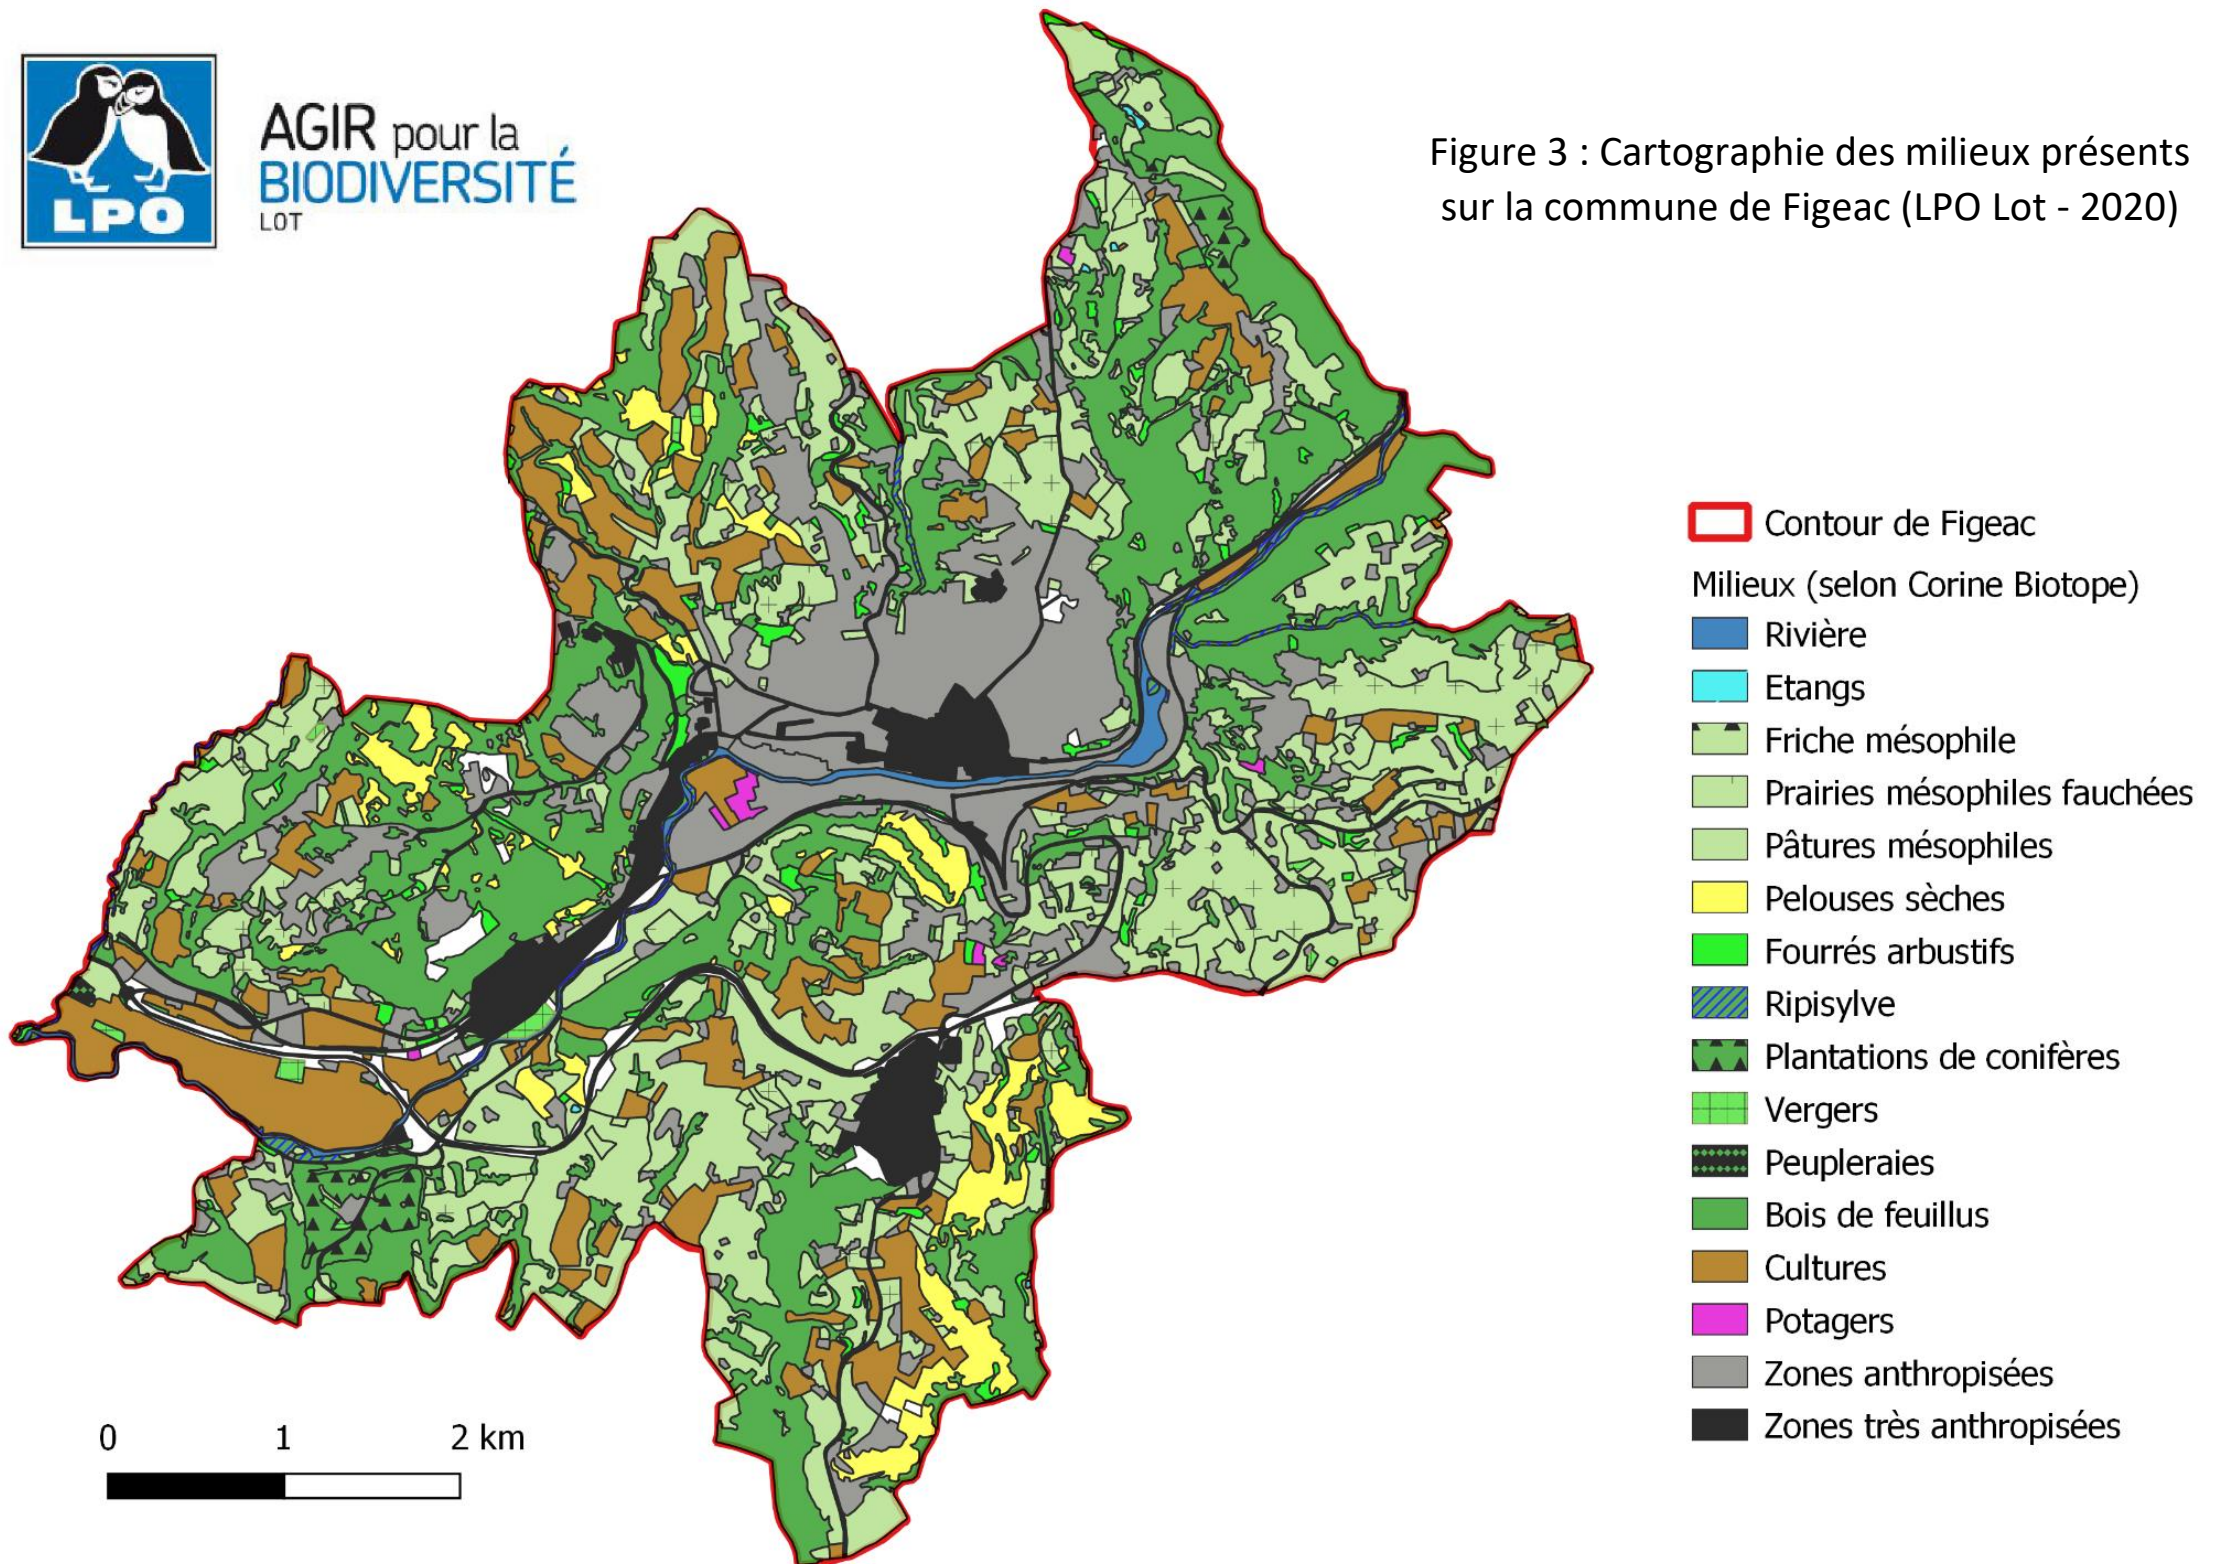 LPO
AGIR pour la
BIODIVERSITÉ
LOT
Figure 3 : Cartographie des milieux présents
sur la commune de Figeac (LPO Lot - 2020)
Contour de Figeac
Milieux (selon Corine Biotope)
Rivière
Etangs
Friche mésophile
Prairies mésophiles fauchées
Pâtures mésophiles
Pelouses sèches
Fourrés arbustifs
Ripisylve
Plantations de conifères
Vergers
Peupleraies
Bois de feuillus
Cultures
Potagers
Zones anthropisées
Zones très anthropisées
0 1 2 km